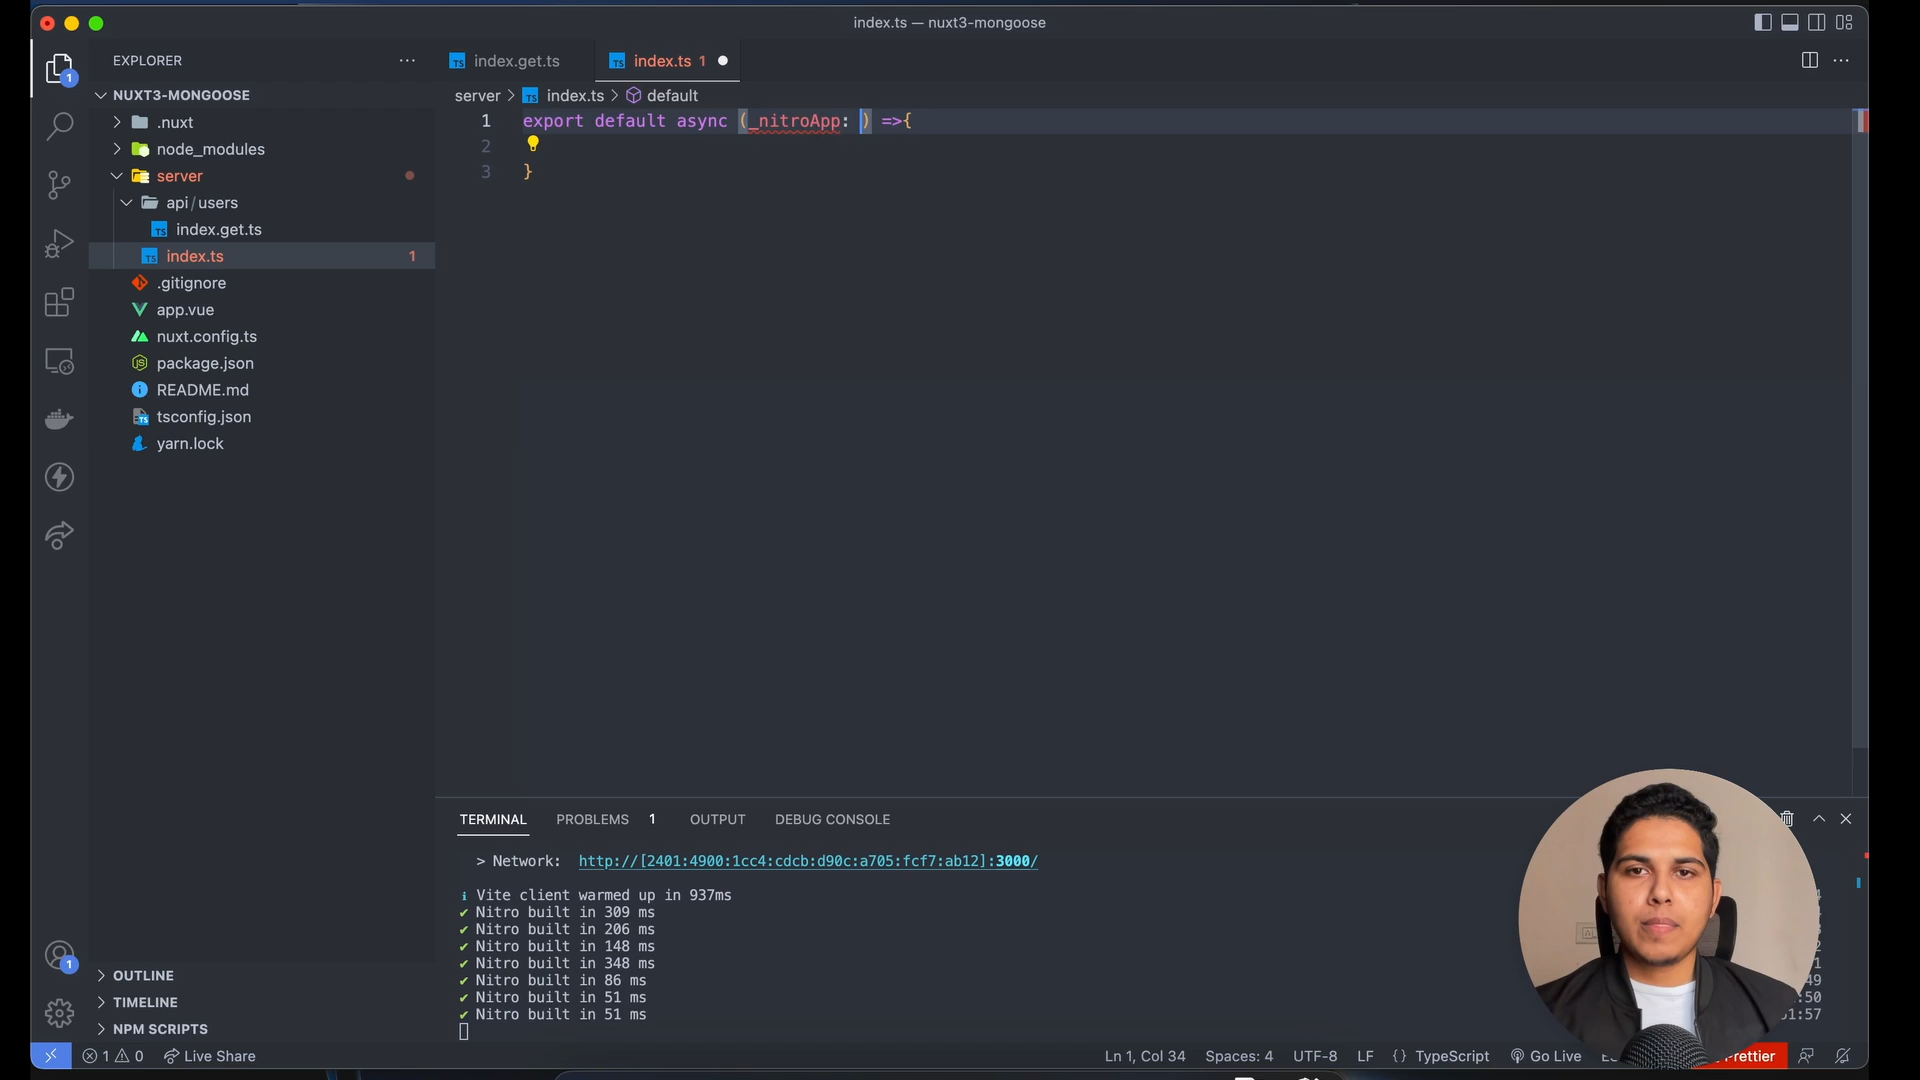 index.ts — nuxt3-mongoose
EXPLORER
NUXT3-MONGOOSE
.nuxt
node_modules
server
api/users
index.get.ts
index.ts 1
.gitignore
app.vue
nuxt.config.ts
package.json
README.md
tsconfig.json
yarn.lock
OUTLINE
TIMELINE
NPM SCRIPTS
index.get.ts
index.ts 1
server > index.ts > default
1 export default async (_nitroApp: ) =>{
2
3 }
TERMINAL PROBLEMS 1 OUTPUT DEBUG CONSOLE
> Network: http://[2401:4900:1cc4:cdcb:d90c:a705:fcf7:ab12]:3000/
ℹ Vite client warmed up in 937ms
✔ Nitro built in 309 ms
✔ Nitro built in 206 ms
✔ Nitro built in 148 ms
✔ Nitro built in 348 ms
✔ Nitro built in 86 ms
✔ Nitro built in 51 ms
✔ Nitro built in 51 ms
1 0 Live Share
Ln 1, Col 34 Spaces: 4 UTF-8 LF {} TypeScript Go Live Prettier